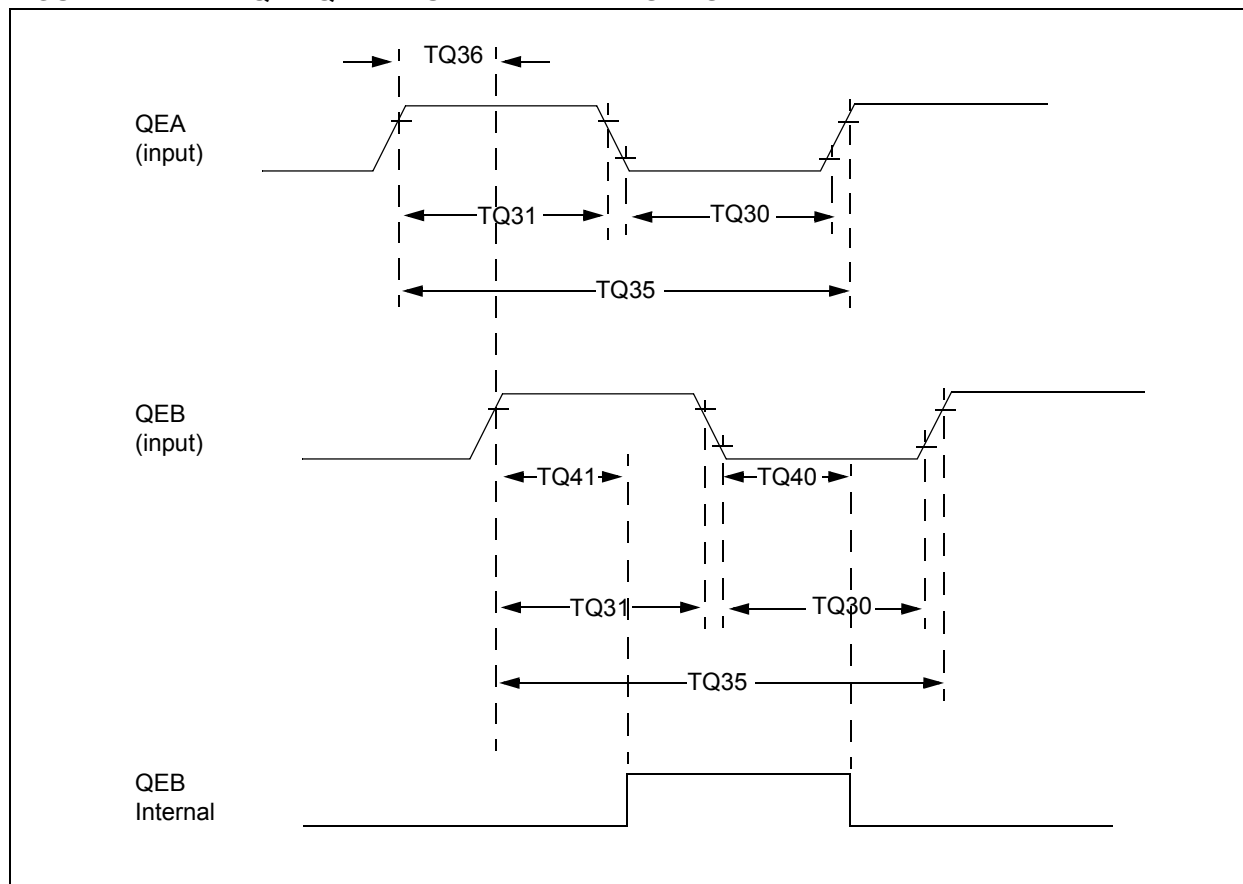 TQ36
QEA
(input)
TQ31
TQ30
TQ35
QEB
(input)
TQ41
TQ40
TQ31
TQ30
TQ35
QEB
Internal